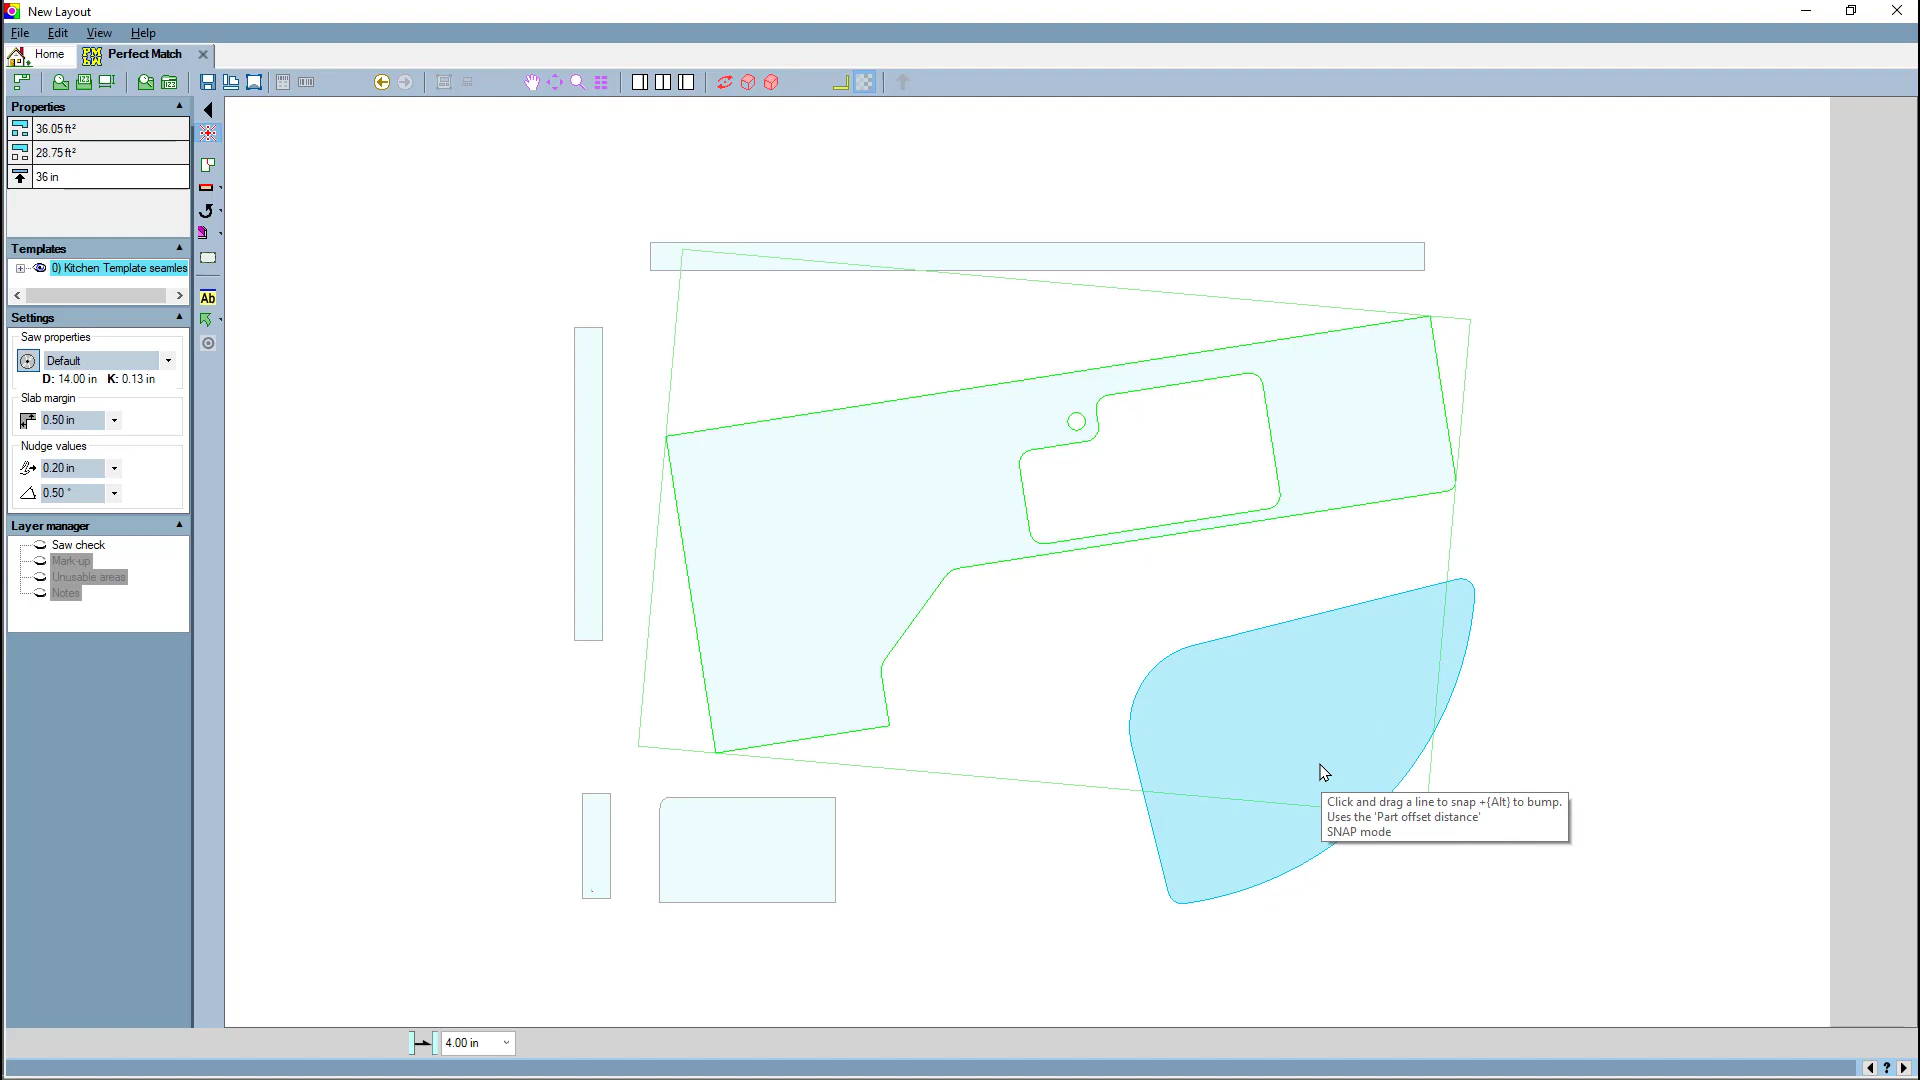 New Layout
File Edit View Help
Home Perfect Match
Properties
36.05 ft²
28.75 ft²
36 in
Templates
0) Kitchen Template seamles
Settings
Saw properties
Default
D: 14.00 in K: 0.13 in
Slab margin
0.50 in
Nudge values
0.20 in
0.50 °
Layer manager
Saw check
Mark-up
Unusable areas
Notes
Ab
Click and drag a line to snap +{Alt} to bump.
Uses the 'Part offset distance'
SNAP mode
4.00 in
?